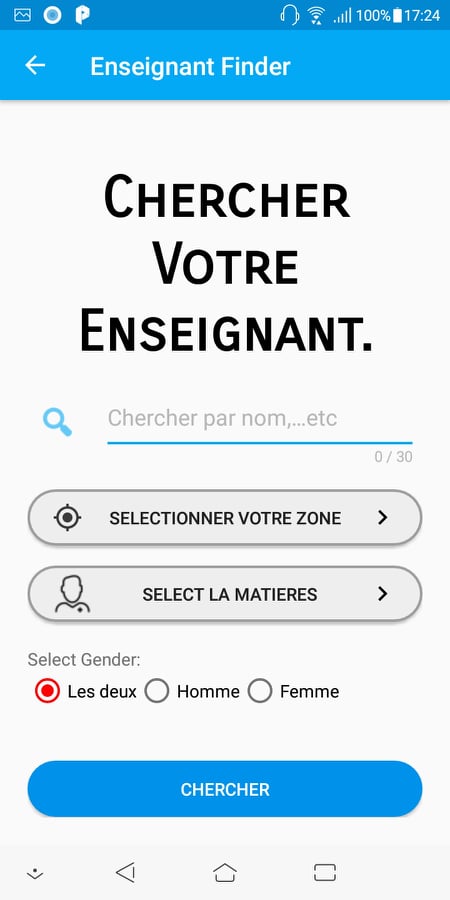 100% 17:24
Enseignant Finder
Chercher
Votre
Enseignant.
Chercher par nom,...etc
0 / 30
SELECTIONNER VOTRE ZONE
SELECT LA MATIERES
Select Gender:
Les deux Homme Femme
CHERCHER